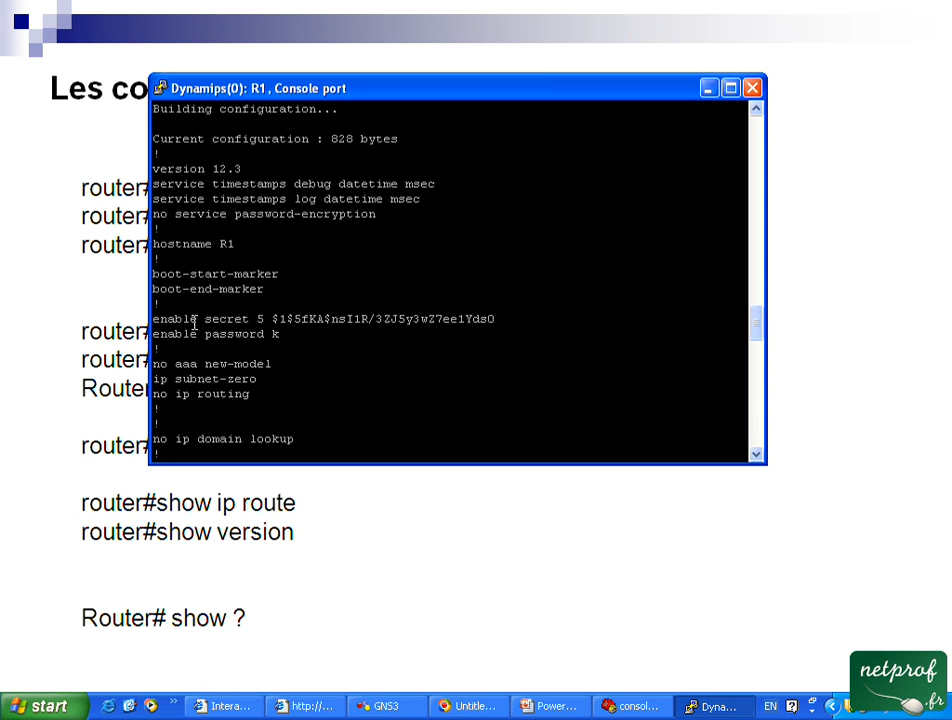 Les co
Dynamips(0): R1, Console port
Building configuration...
Current configuration : 828 bytes
!
version 12.3
service timestamps debug datetime msec
service timestamps log datetime msec
no service password-encryption
!
hostname R1
!
boot-start-marker
boot-end-marker
!
enable secret 5 $1$5fKA$nsI1R/3ZJ5y3wZ7ee1YdsO
enable password k
!
no aaa new-model
ip subnet-zero
no ip routing
!
!
no ip domain lookup
!
router#
router#
router#
router#
router#
Router
router#
router#show ip route
router#show version
Router# show ?
netprof
.fr
start
Intera...
http://...
GNS3
Untitle...
Power...
consol...
Dyna...
EN